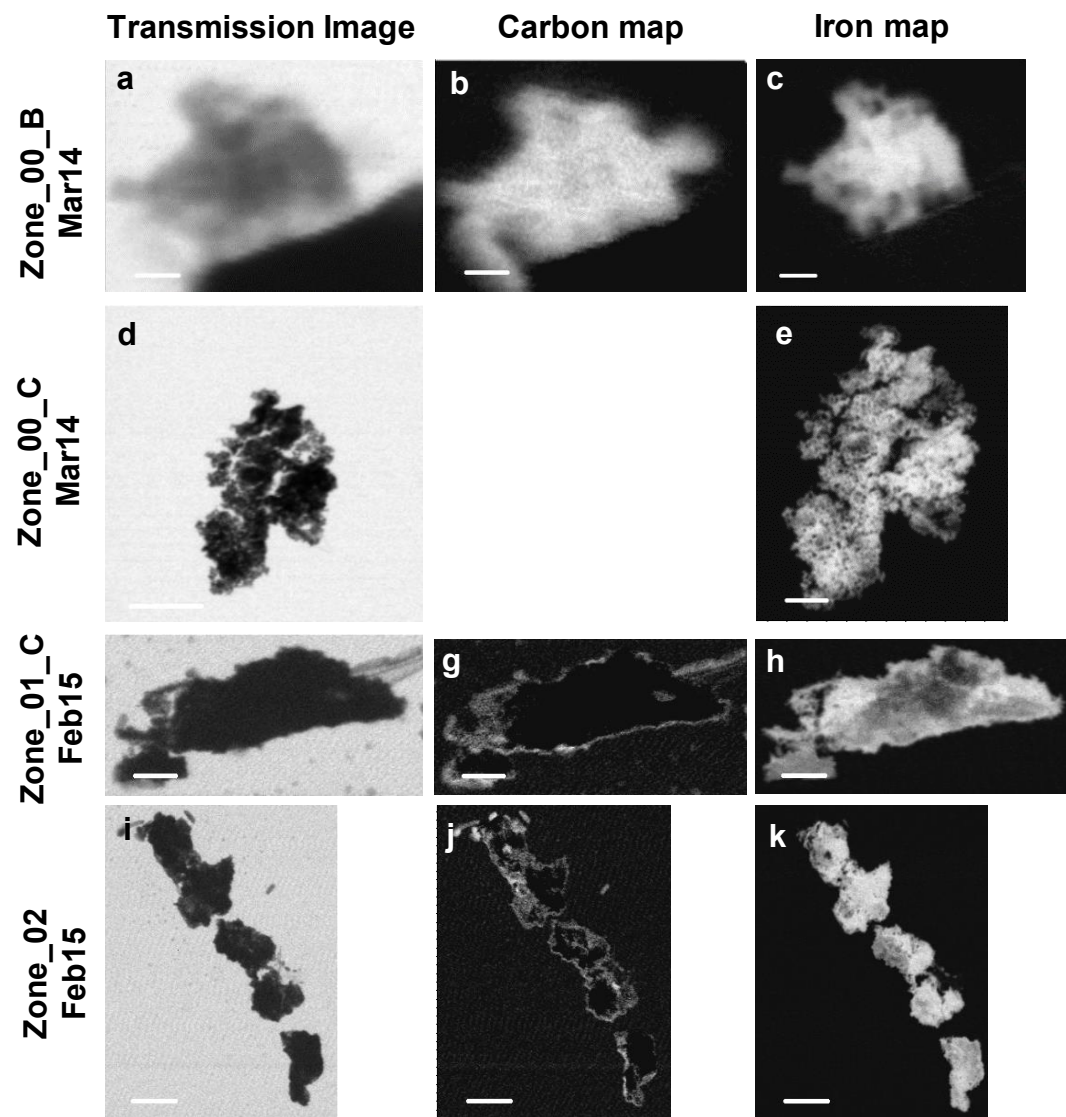 Transmission Image
Carbon map
Iron map
Zone_00_B
Mar14
a
b
c
Zone_00_C
Mar14
d
e
Zone_01_C
Feb15
g
h
Zone_02
Feb15
i
j
k